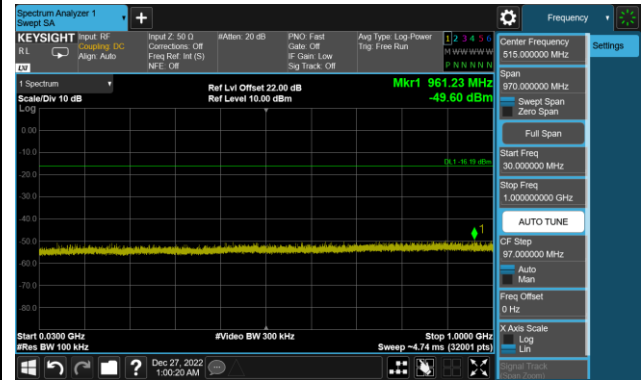 Spectrum Analyzer 1
Swept SA
+
Frequency
KEYSIGHT
RL
Input: RF
Coupling: DC
Align: Auto
Input Z: 50 Ω
Corrections: Off
Freq Ref: Int (S)
NFE: Off
#Atten: 20 dB
PNO: Fast
Gate: Off
IF Gain: Low
Sig Track: Off
Avg Type: Log-Power
Trig: Free Run
1 2 3 4 5 6
M W W W W W
P N N N N N
1 Spectrum
Scale/Div 10 dB
Log
Ref Lvl Offset 22.00 dB
Ref Level 10.00 dBm
Mkr1 961.23 MHz
-49.60 dBm
0.00
-10.0
DL1 -16.19 dBm
-20.0
-30.0
-40.0
1
-50.0
-60.0
-70.0
-80.0
Start 0.0300 GHz
#Res BW 100 kHz
#Video BW 300 kHz
Stop 1.0000 GHz
Sweep ~4.74 ms (32001 pts)
?
Dec 27, 2022
1:00:20 AM
Center Frequency
515.000000 MHz
Settings
Span
970.000000 MHz
Swept Span
Zero Span
Full Span
Start Freq
30.000000 MHz
Stop Freq
1.000000000 GHz
AUTO TUNE
CF Step
97.000000 MHz
Auto
Man
Freq Offset
0 Hz
X Axis Scale
Log
Lin
Signal Track
(Span Zoom)